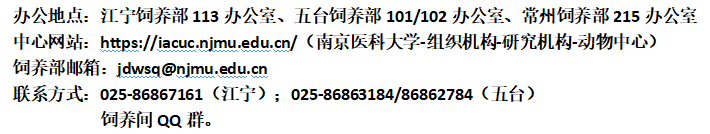 办公地点：江宁饲养部 113 办公室、五台饲养部 101/102 办公室、常州饲养部 215 办公室
中心网站：https://iacuc.njmu.edu.cn/（南京医科大学-组织机构-研究机构-动物中心）
饲养部邮箱：jdwsq@njmu.edu.cn
联系方式：025-86867161（江宁）；025-86863184/86862784（五台）
饲养间 QQ 群。